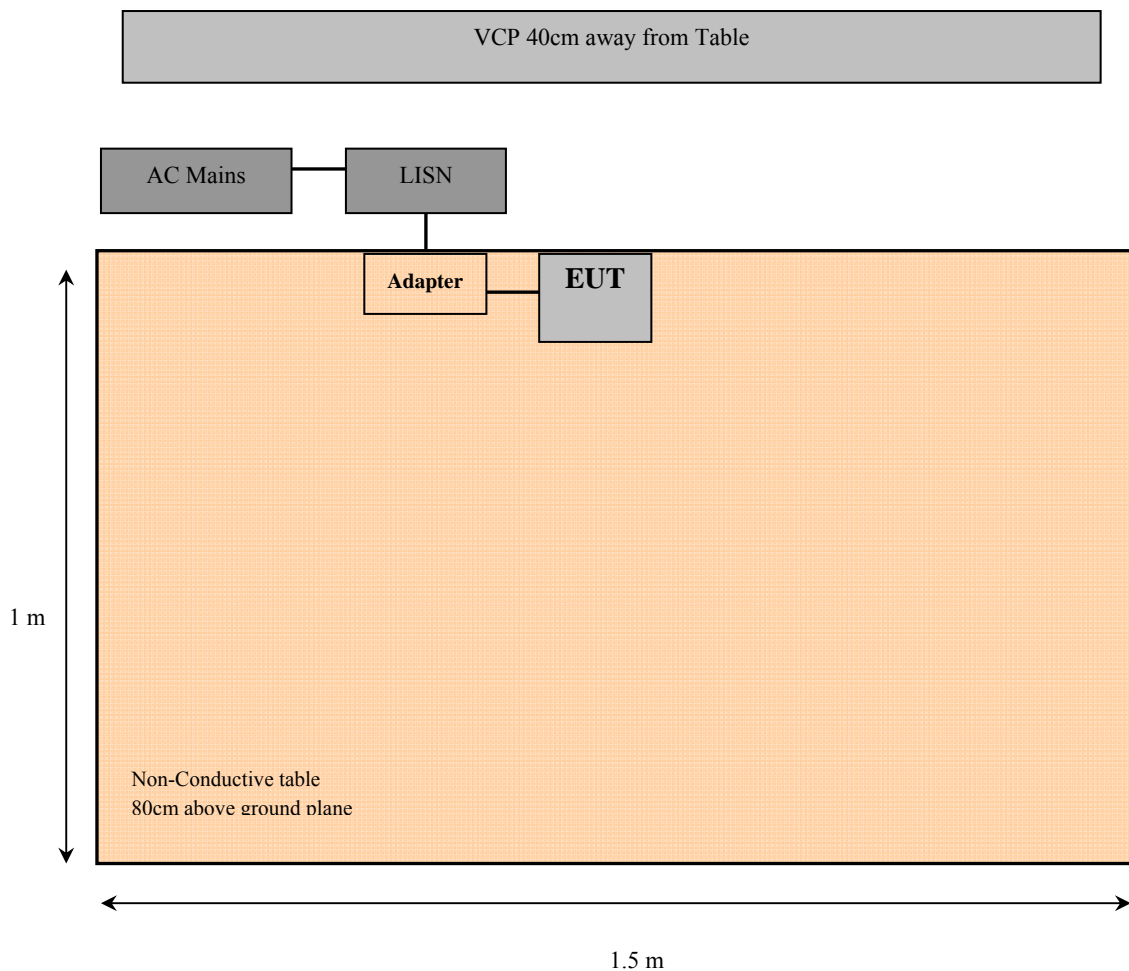 VCP 40cm away from Table
AC Mains
LISN
Adapter
EUT
1 m
Non-Conductive table
80cm above ground plane
1.5 m